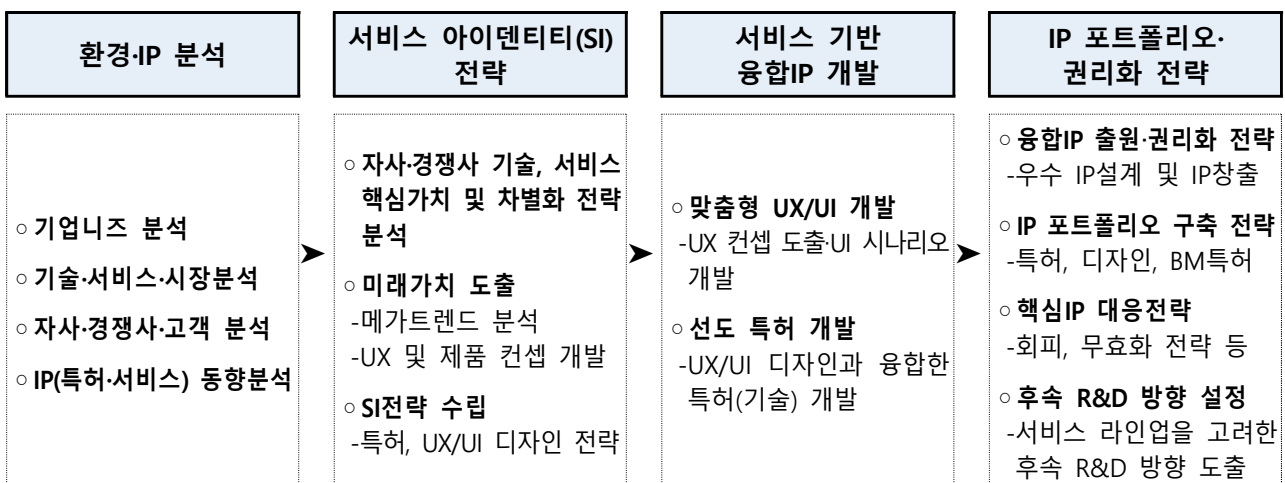 환경·IP 분석
○ 기업니즈 분석
○ 기술·서비스·시장분석
○ 자사·경쟁사·고객 분석
○ IP(특허·서비스) 동향분석
➤
서비스 아이덴티티(SI)
전략
○ 자사·경쟁사 기술, 서비스
핵심가치 및 차별화 전략
분석
○ 미래가치 도출
-메가트렌드 분석
-UX 및 제품 컨셉 개발
○ SI전략 수립
-특허, UX/UI 디자인 전략
➤
서비스 기반
융합IP 개발
○ 맞춤형 UX/UI 개발
-UX 컨셉 도출·UI 시나리오
개발
○ 선도 특허 개발
-UX/UI 디자인과 융합한
특허(기술) 개발
➤
IP 포트폴리오·
권리화 전략
○ 융합IP 출원·권리화 전략
-우수 IP설계 및 IP창출
○ IP 포트폴리오 구축 전략
-특허, 디자인, BM특허
○ 핵심IP 대응전략
-회피, 무효화 전략 등
○ 후속 R&D 방향 설정
-서비스 라인업을 고려한
후속 R&D 방향 도출